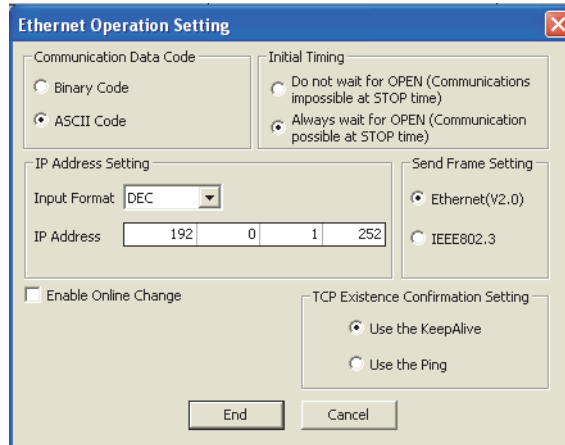 Ethernet Operation Setting
Communication Data Code
Binary Code
ASCII Code
Initial Timing
Do not wait for OPEN (Communications
impossible at STOP time)
Always wait for OPEN (Communication
possible at STOP time)
IP Address Setting
Input Format DEC
IP Address 192 0 1 252
Send Frame Setting
Ethernet(V2.0)
IEEE802.3
Enable Online Change
TCP Existence Confirmation Setting
Use the KeepAlive
Use the Ping
End Cancel